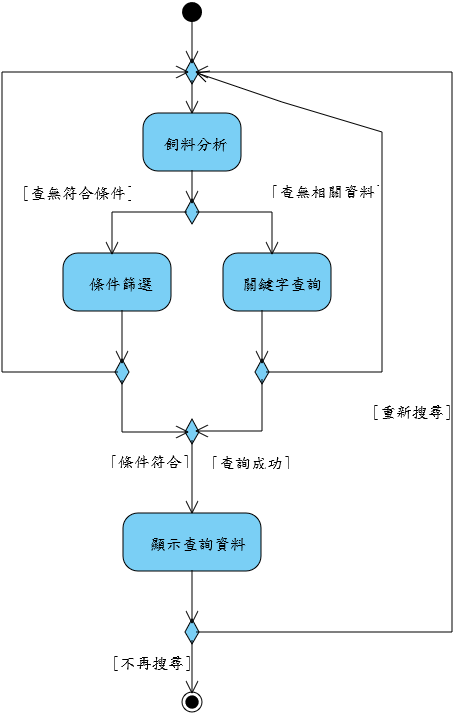 飼料分析
[查無符合條件]
[查無相關資料]
條件篩選
關鍵字查詢
[重新搜尋]
[條件符合]
[查詢成功]
顯示查詢資料
[不再搜尋]